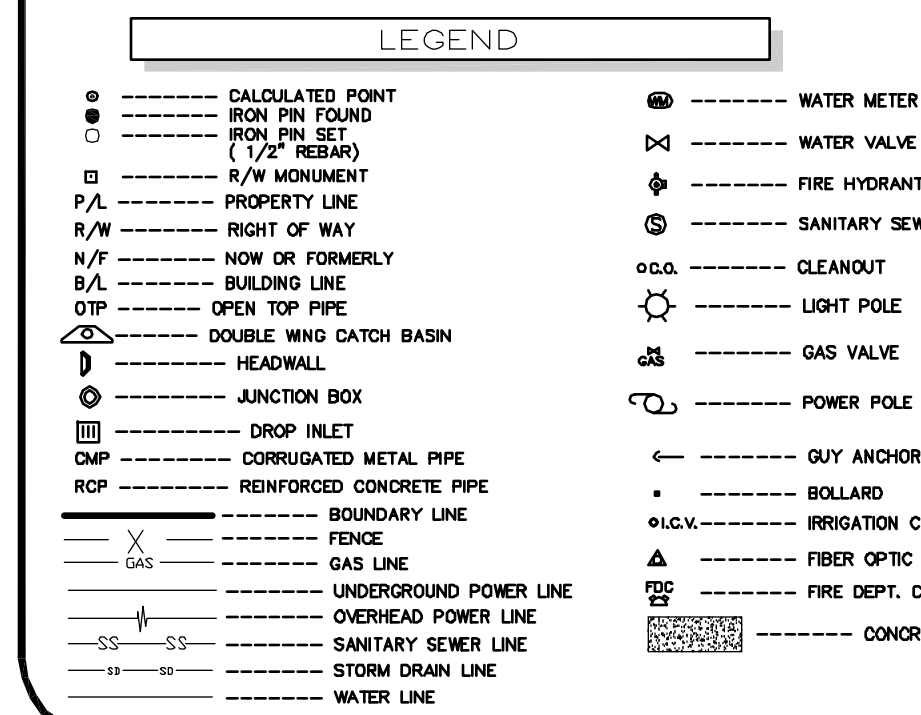 LEGEND
CALCULATED POINT
IRON PIN FOUND
IRON PIN SET
( 1/2" REBAR)
R/W MONUMENT
P/L ------- PROPERTY LINE
R/W ------- RIGHT OF WAY
N/F ------- NOW OR FORMERLY
B/L ------- BUILDING LINE
OTP ------ OPEN TOP PIPE
DOUBLE WING CATCH BASIN
HEADWALL
JUNCTION BOX
DROP INLET
CMP -------- CORRUGATED METAL PIPE
RCP -------- REINFORCED CONCRETE PIPE
BOUNDARY LINE
X ------- FENCE
GAS ------- GAS LINE
UNDERGROUND POWER LINE
OVERHEAD POWER LINE
SS SS ------- SANITARY SEWER LINE
SD SD ------- STORM DRAIN LINE
WATER LINE
WM ------- WATER METER
WATER VALVE
FIRE HYDRANT
S ------- SANITARY
C.O. ------- CLEANOUT
LIGHT POLE
GAS ------- GAS VALVE
POWER POLE
GUY ANCHOR
BOLLARD
I.C.V. ------- IRRIGATION
FIBER OPTIC
FDC ------- FIRE DEPT.